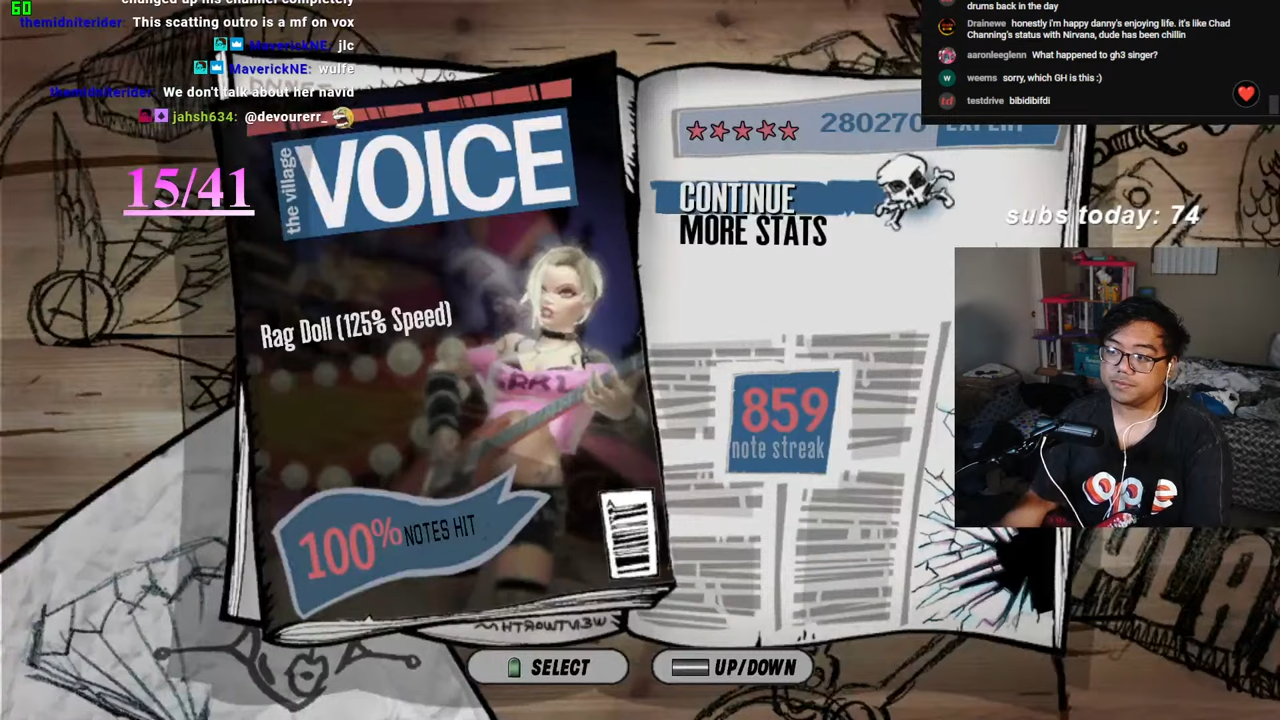 60
changed up his channel completely
themidniterider: This scatting outro is a mf on vox
MaverickNE: jlc
MaverickNE: wulfe
themidniterider: We don't talk about her navid
jahsh634: @devourerr_
drums back in the day
Drainewe honestly i'm happy danny's enjoying life. it's like Chad
Channing's status with Nirvana, dude has been chillin
aaronleeglenn What happened to gh3 singer?
weems sorry, which GH is this :)
testdrive bibidibifdi
the village
VOICE
280270 EXPERT
15/41
CONTINUE
MORE STATS
subs today: 74
Rag Doll (125% Speed)
859
note streak
100% NOTES HIT
SELECT
UP/DOWN